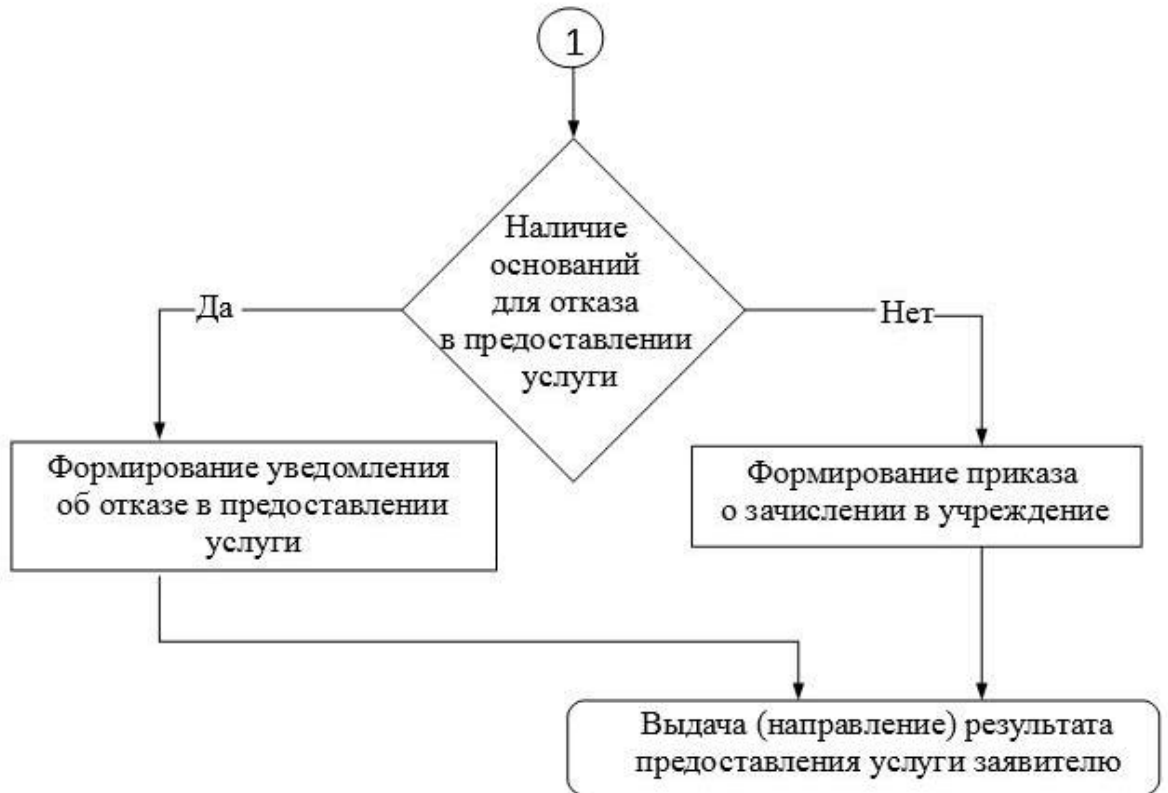 1
Наличие
оснований
для отказа
в предоставлении
услуги
Да
Нет
Формирование уведомления
об отказе в предоставлении
услуги
Формирование приказа
о зачислении в учреждение
Выдача (направление) результата
предоставления услуги заявителю